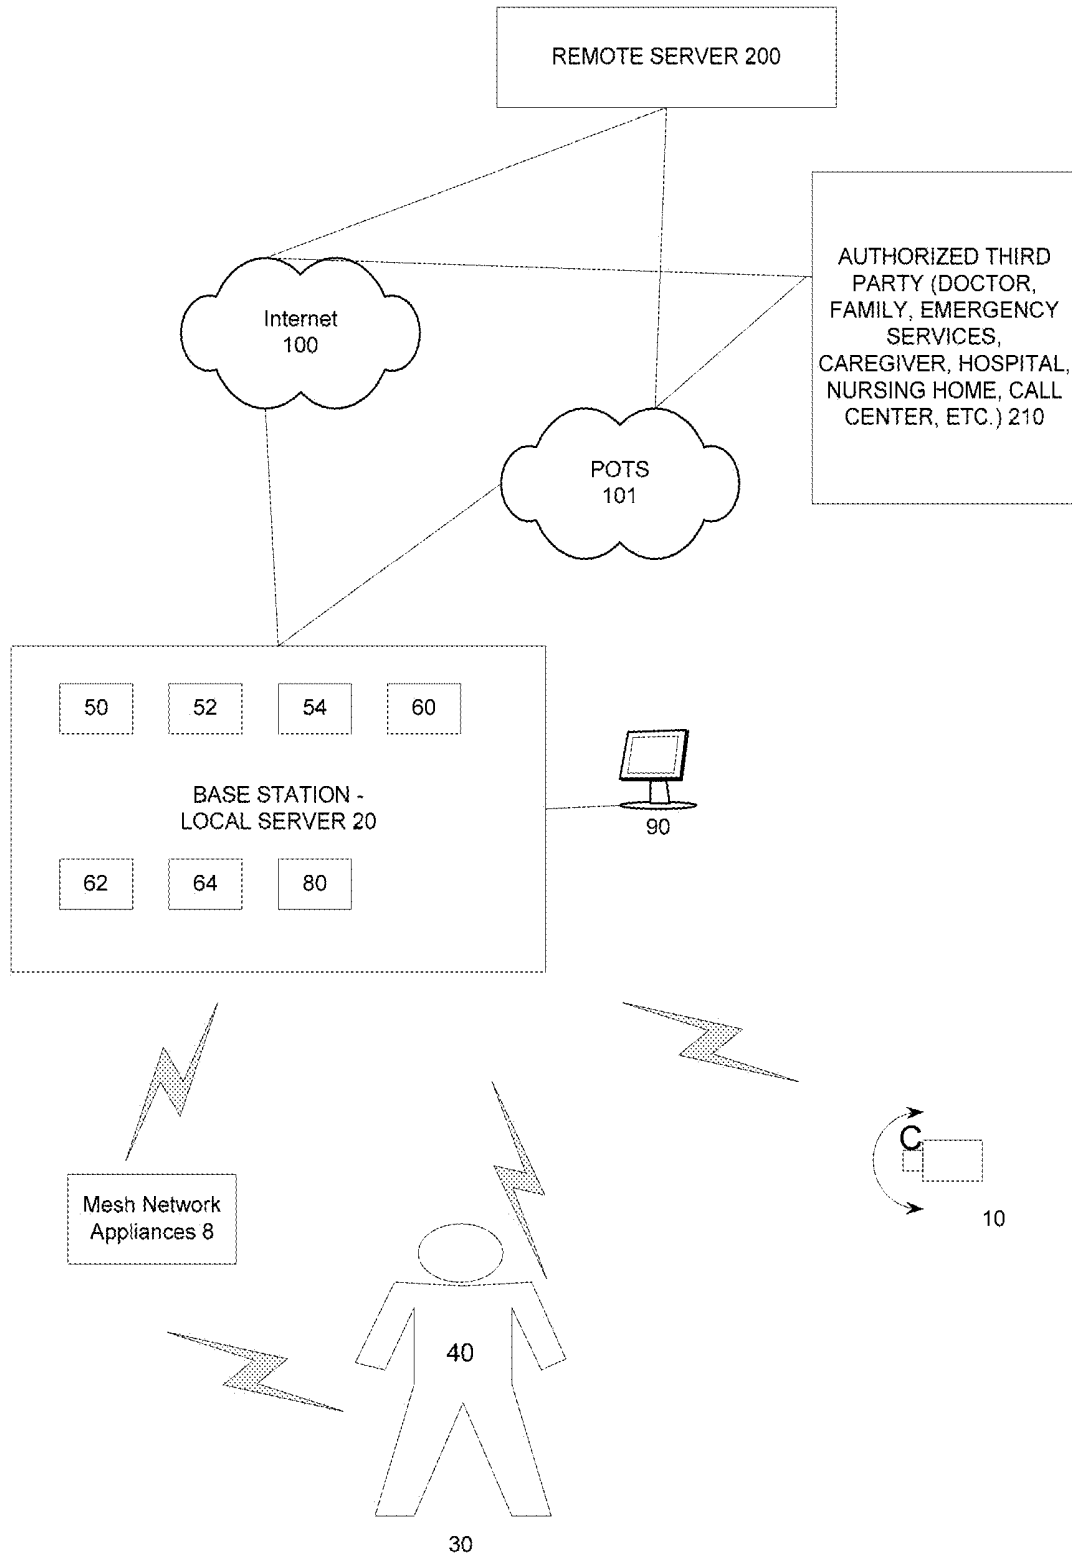 REMOTE SERVER 200
AUTHORIZED THIRD
PARTY (DOCTOR,
FAMILY, EMERGENCY
SERVICES,
CAREGIVER, HOSPITAL,
NURSING HOME, CALL
CENTER, ETC.) 210
Internet
100
POTS
101
50
52
54
60
BASE STATION -
LOCAL SERVER 20
90
62
64
80
C
10
Mesh Network
Appliances 8
40
30